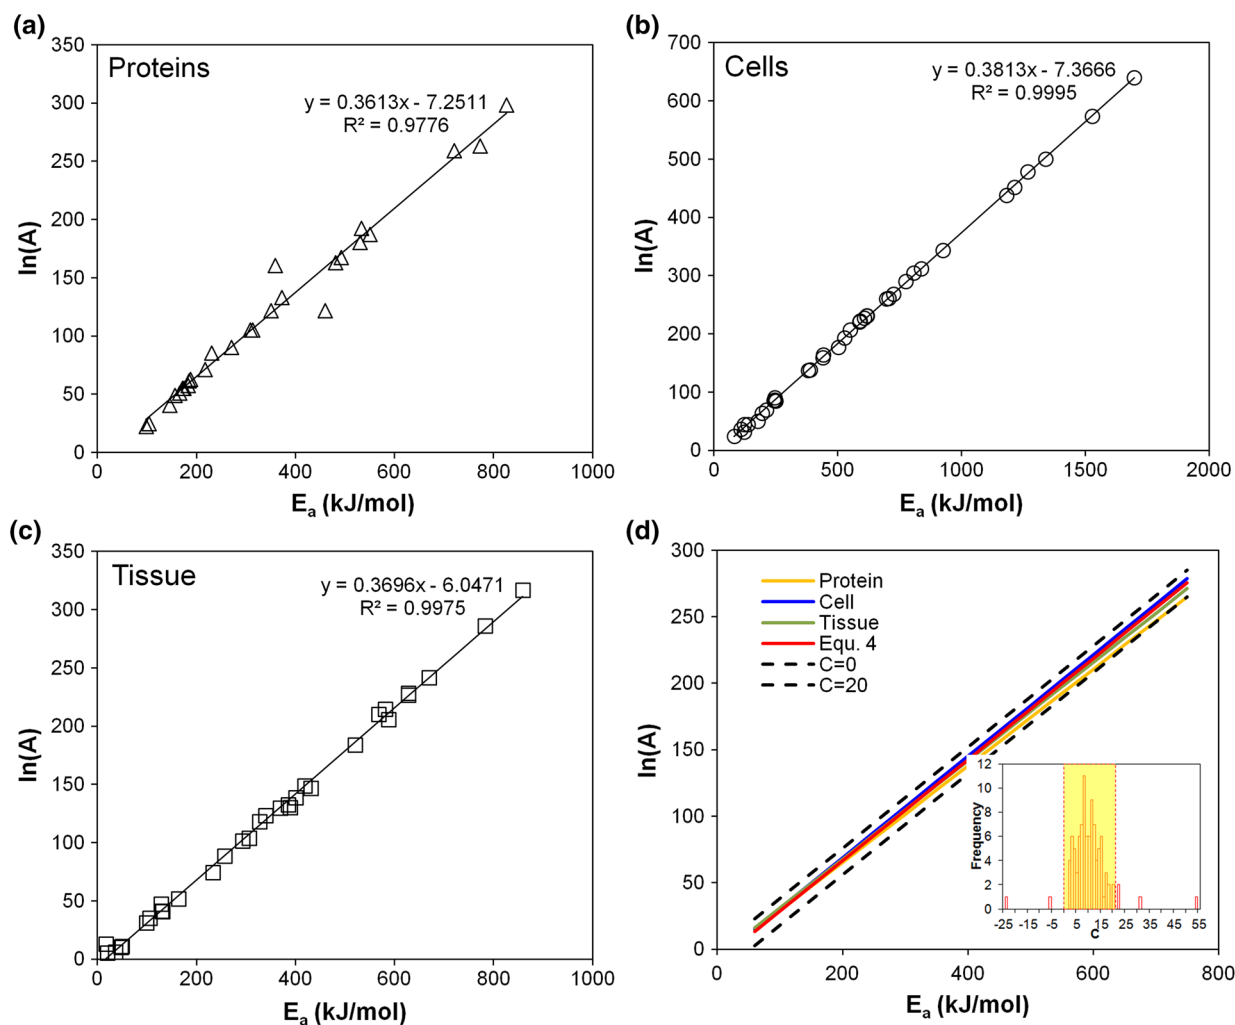 (a)
350
300
250
200
150
100
50
0
ln(A)
Proteins
y = 0.3613x - 7.2511
R² = 0.9776
0 200 400 600 800 1000
Eₐ (kJ/mol)
(b)
700
600
500
400
300
200
100
0
ln(A)
Cells
y = 0.3813x - 7.3666
R² = 0.9995
0 500 1000 1500 2000
Eₐ (kJ/mol)
(c)
350
300
250
200
150
100
50
0
ln(A)
Tissue
y = 0.3696x - 6.0471
R² = 0.9975
0 200 400 600 800 1000
Eₐ (kJ/mol)
(d)
300
250
200
150
100
50
0
ln(A)
Protein
Cell
Tissue
Equ. 4
C=0
C=20
12
10
8
6
4
2
0
Frequency
-25 -15 -5 5 15 25 35 45 55
C
0 200 400 600 800
Eₐ (kJ/mol)